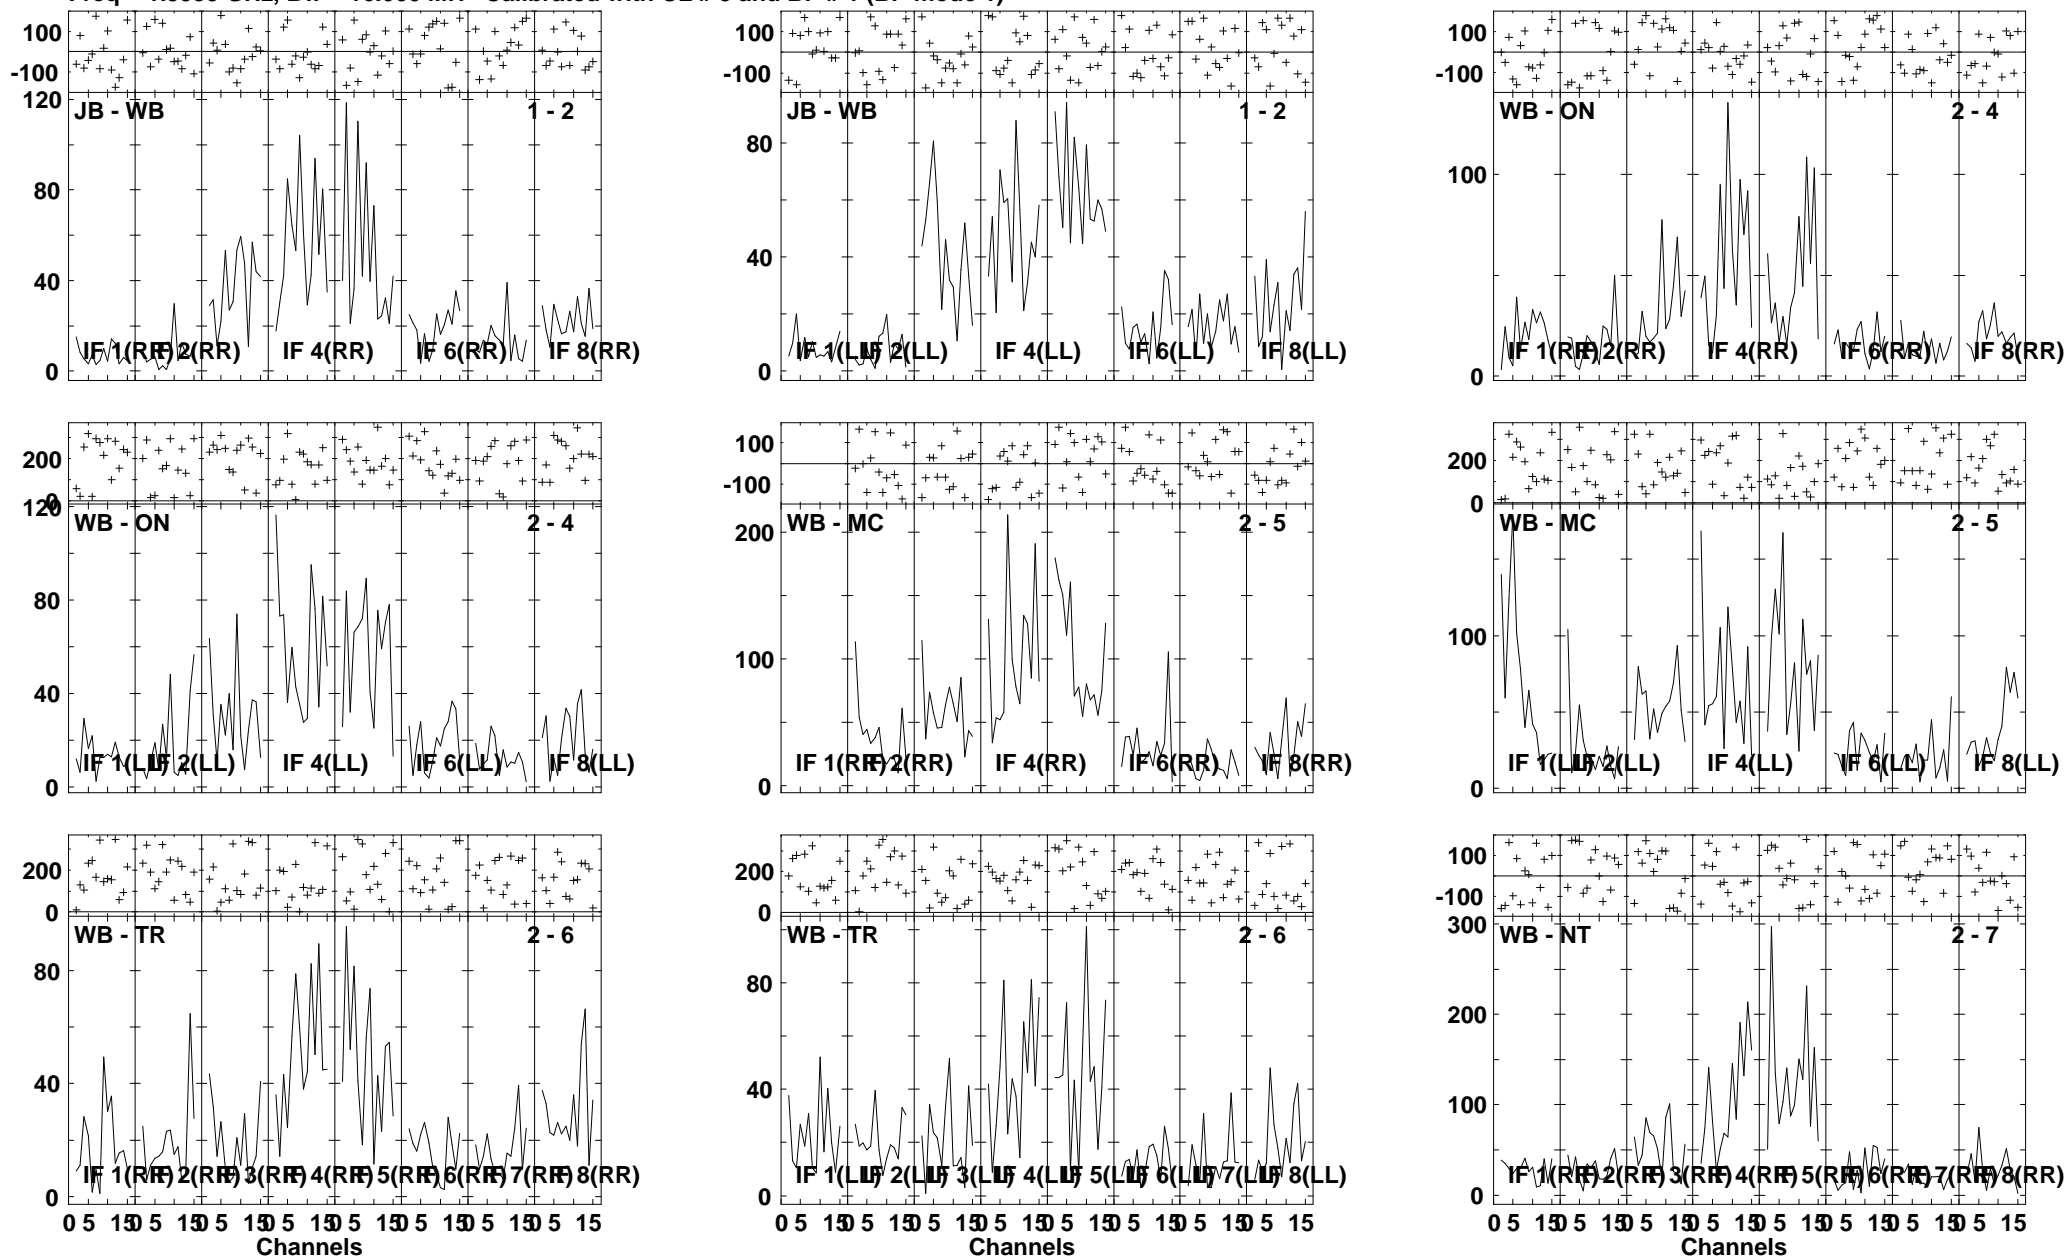 100
-100
120
JB - WB
1 - 2
80
40
0
IF 1(RR)
IF 2(RR)
IF 4(RR)
IF 6(RR)
IF 8(RR)
100
-100
JB - WB
1 - 2
80
40
0
IF 1(LL)
IF 2(LL)
IF 4(LL)
IF 6(LL)
IF 8(LL)
100
-100
WB - ON
2 - 4
100
0
IF 1(RR)
IF 2(RR)
IF 4(RR)
IF 6(RR)
IF 8(RR)
200
0
120
WB - ON
2 - 4
80
40
0
IF 1(LL)
IF 2(LL)
IF 4(LL)
IF 6(LL)
IF 8(LL)
100
-100
WB - MC
2 - 5
200
100
0
IF 1(RR)
IF 2(RR)
IF 4(RR)
IF 6(RR)
IF 8(RR)
200
0
WB - MC
2 - 5
100
0
IF 1(LL)
IF 2(LL)
IF 4(LL)
IF 6(LL)
IF 8(LL)
200
0
WB - TR
2 - 6
80
40
0
IF 1(RR)
IF 2(RR)
IF 3(RR)
IF 4(RR)
IF 5(RR)
IF 6(RR)
IF 7(RR)
IF 8(RR)
0 5 15
0 5 15
0 5 15
0 5 15
0 5 15
0 5 15
0 5 15
0 5 15
Channels
200
0
WB - TR
2 - 6
80
40
0
IF 1(LL)
IF 2(LL)
IF 3(LL)
IF 4(LL)
IF 5(LL)
IF 6(LL)
IF 7(LL)
IF 8(LL)
0 5 15
0 5 15
0 5 15
0 5 15
0 5 15
0 5 15
0 5 15
0 5 15
Channels
100
-100
300
WB - NT
2 - 7
200
100
0
IF 1(RR)
IF 2(RR)
IF 3(RR)
IF 4(RR)
IF 5(RR)
IF 6(RR)
IF 7(RR)
IF 8(RR)
0 5 15
0 5 15
0 5 15
0 5 15
0 5 15
0 5 15
0 5 15
0 5 15
Channels